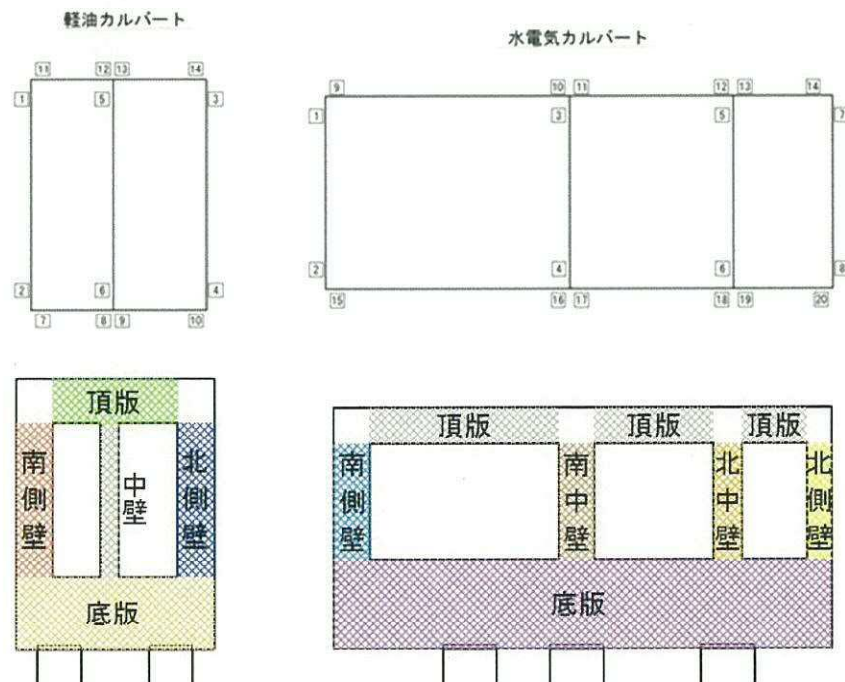 軽油カルバート
11 12 13 14
1 5 3
2 6 4
7 8 9 10
水電気カルバート
9 10 11 12 13 14
1 3 5 7
2 4 6 8
15 16 17 18 19 20
頂版
南側壁
中壁
北側壁
底版
頂版 頂版 頂版
南側壁
南中壁
北中壁
北側壁
底版